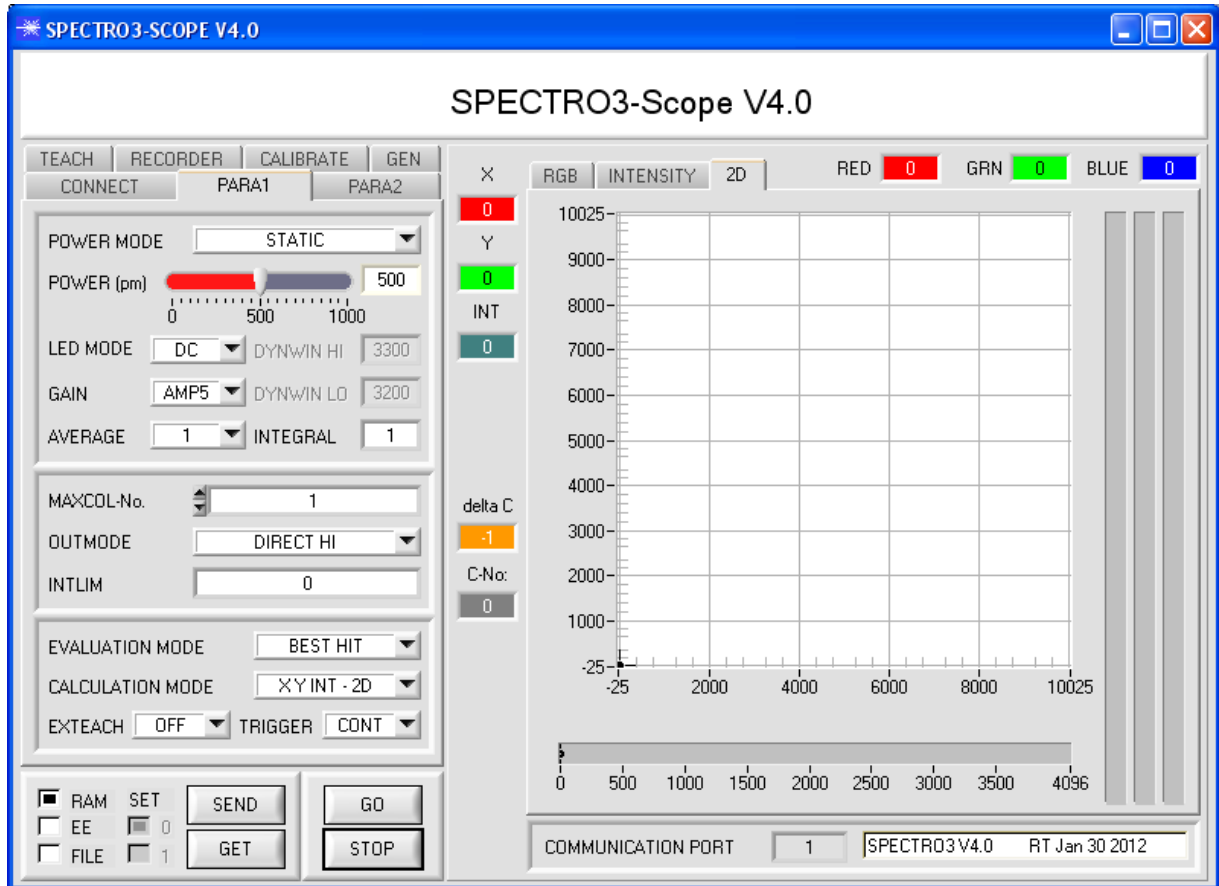 SPECTRO3-SCOPE V4.0
SPECTRO3-Scope V4.0
TEACH RECORDER CALIBRATE GEN
CONNECT PARA1 PARA2
POWER MODE STATIC
POWER (pm) 500
0 500 1000
LED MODE DC DYNWIN HI 3300
GAIN AMP5 DYNWIN LO 3200
AVERAGE 1 INTEGRAL 1
MAXCOL-No. 1
OUTMODE DIRECT HI
INTLIM 0
EVALUATION MODE BEST HIT
CALCULATION MODE X Y INT - 2D
EXTEACH OFF TRIGGER CONT
RAM SET SEND GO
EE 0
FILE 1 GET STOP
X
0
Y
0
INT
0
delta C
-1
C-No:
0
RGB INTENSITY 2D RED 0 GRN 0 BLUE 0
10025
9000
8000
7000
6000
5000
4000
3000
2000
1000
-25
-25 2000 4000 6000 8000 10025
0 500 1000 1500 2000 2500 3000 3500 4096
COMMUNICATION PORT 1 SPECTRO3 V4.0 RT Jan 30 2012